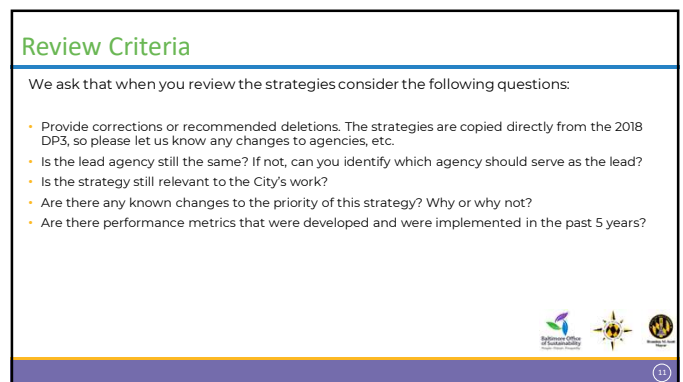 Review Criteria
We ask that when you review the strategies consider the following questions:
• Provide corrections or recommended deletions. The strategies are copied directly from the 2018
DP3, so please let us know any changes to agencies, etc.
• Is the lead agency still the same? If not, can you identify which agency should serve as the lead?
• Is the strategy still relevant to the City's work?
• Are there any known changes to the priority of this strategy? Why or why not?
• Are there performance metrics that were developed and were implemented in the past 5 years?
Baltimore Office
of Sustainability
Brandon M. Scott
Mayor
11